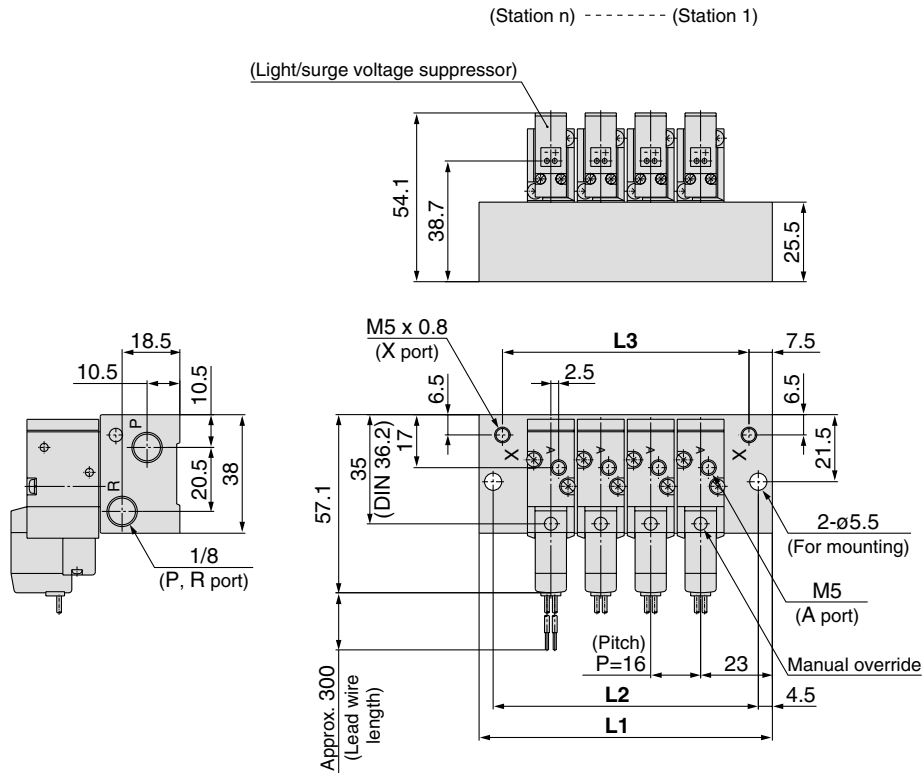 (Station n) -------- (Station 1)
(Light/surge voltage suppressor)
- + - + - + - +
54.1
38.7
25.5
18.5
10.5
10.5
P
R
20.5
38
1/8
(P, R port)
M5 x 0.8
(X port)
L3
7.5
2.5
6.5
6.5
X
X
A A A A
57.1
35
(DIN 36.2)
17
21.5
2-ø5.5
(For mounting)
M5
(A port)
(Pitch)
P=16
23
Manual override
Approx. 300
(Lead wire
length)
L2
4.5
L1